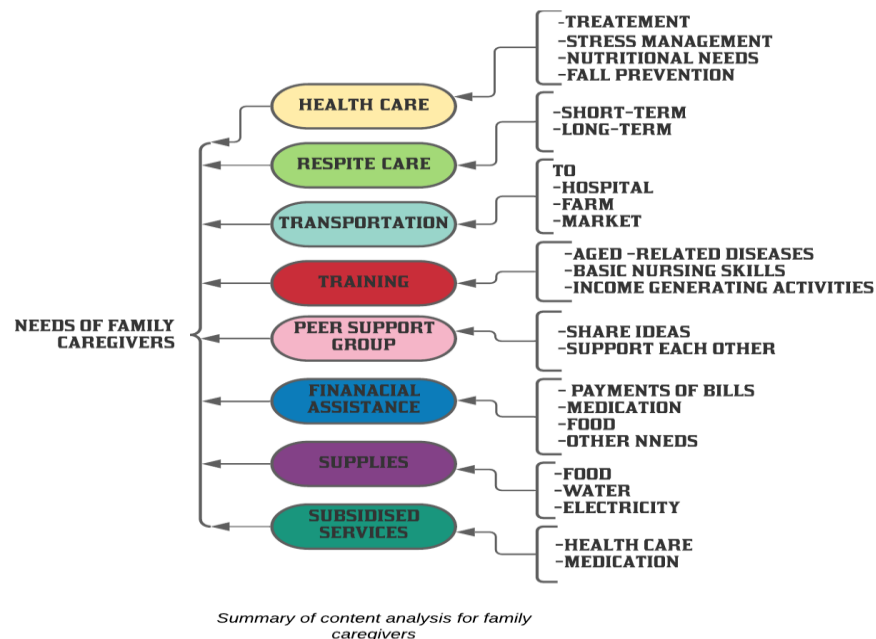 -TREATEMENT
-STRESS MANAGEMENT
-NUTRITIONAL NEEDS
-FALL PREVENTION
HEALTH CARE
-SHORT-TERM
-LONG-TERM
RESPITE CARE
TO
-HOSPITAL
-FARM
-MARKET
TRANSPORTATION
-AGED -RELATED DISEASES
-BASIC NURSING SKILLS
-INCOME GENERATING ACTIVITIES
TRAINING
NEEDS OF FAMILY
CAREGIVERS
PEER SUPPORT
GROUP
-SHARE IDEAS
-SUPPORT EACH OTHER
FINANACIAL
ASSISTANCE
- PAYMENTS OF BILLS
-MEDICATION
-FOOD
-OTHER NNEDS
SUPPLIES
-FOOD
-WATER
-ELECTRICITY
SUBSIDISED
SERVICES
-HEALTH CARE
-MEDICATION
Summary of content analysis for family
caregivers